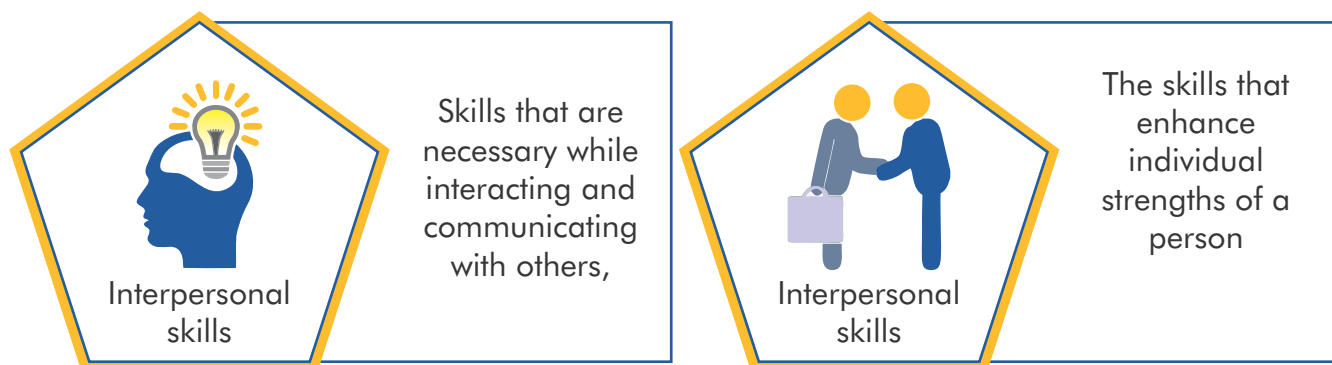 Interpersonal
skills
Skills that are
necessary while
interacting and
communicating
with others,
Interpersonal
skills
The skills that
enhance
individual
strengths of a
person